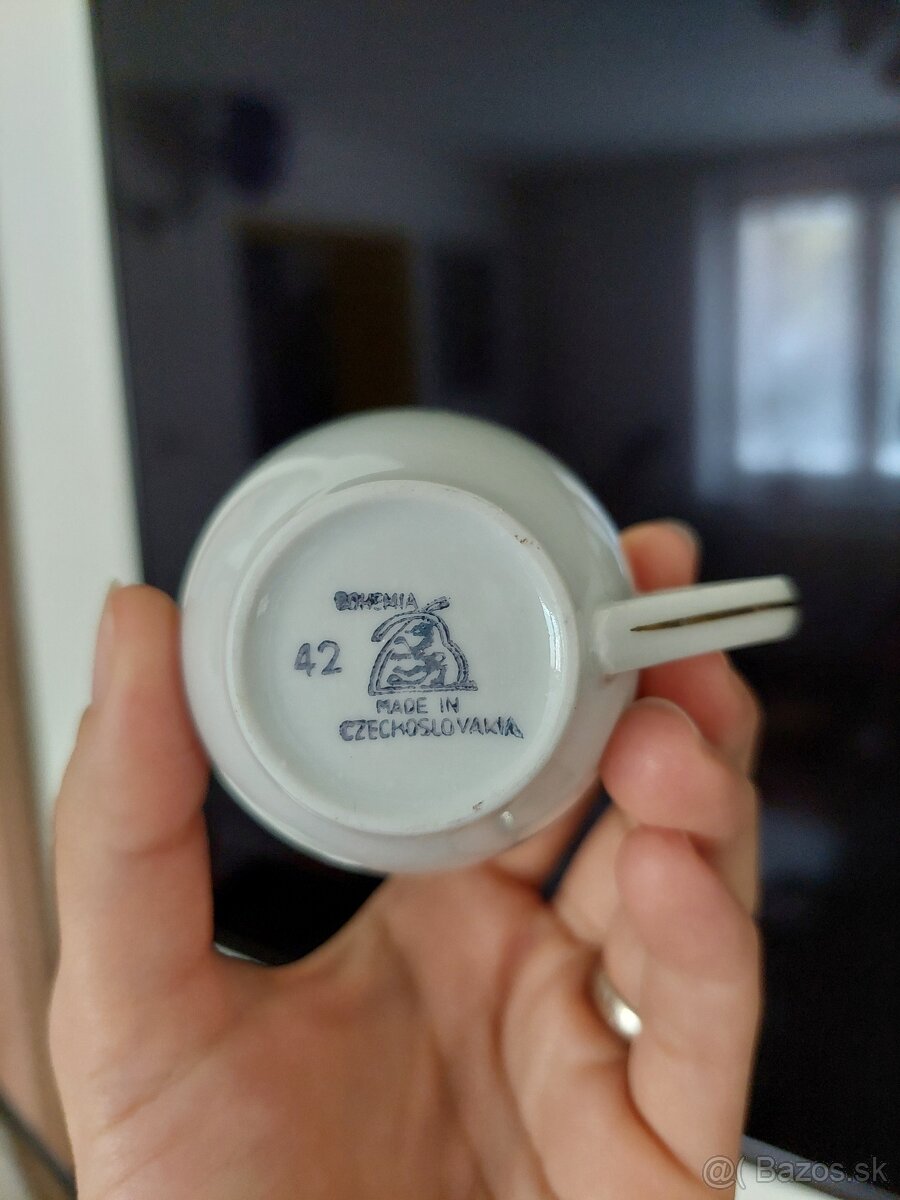 BOHEMIA
42
MADE IN
CZECHOSLOVAKIA
@( Bazos.sk